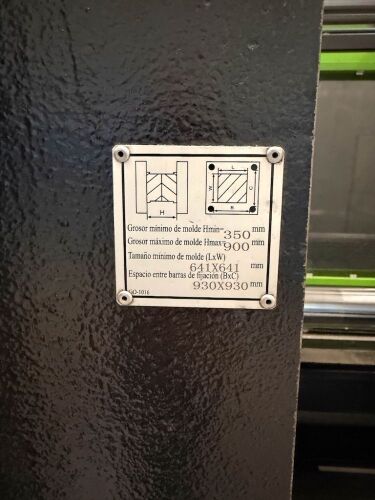 L
W
C
B
H
Grosor mínimo de molde Hmin= 350 mm
Grosor máximo de molde Hmax= 900 mm
Tamaño mínimo de molde (LxW)
641X641 mm
Espacio entre barras de fijación (BxC)
930X930 mm